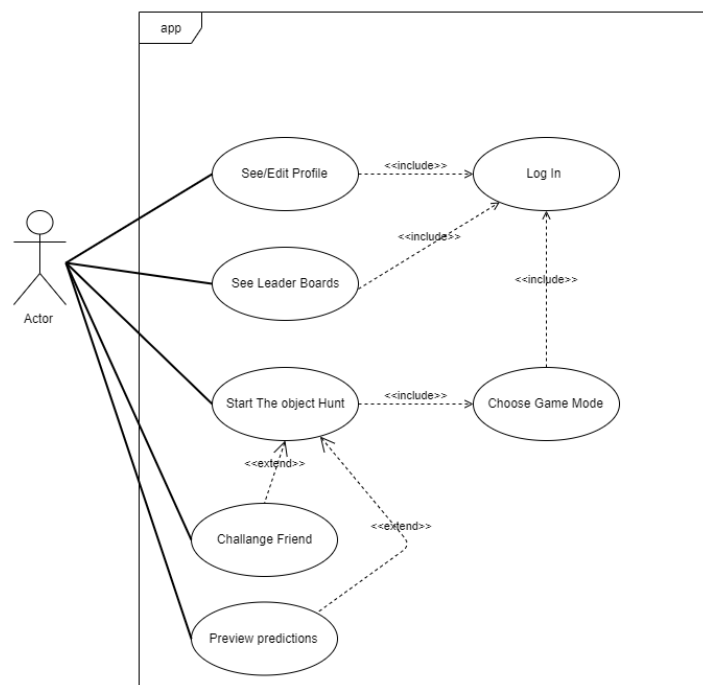 app
See/Edit Profile
<<include>>
Log In
<<include>>
See Leader Boards
<<include>>
Actor
Start The object Hunt
<<include>>
Choose Game Mode
<<extend>>
<<extend>>
Challange Friend
Preview predictions